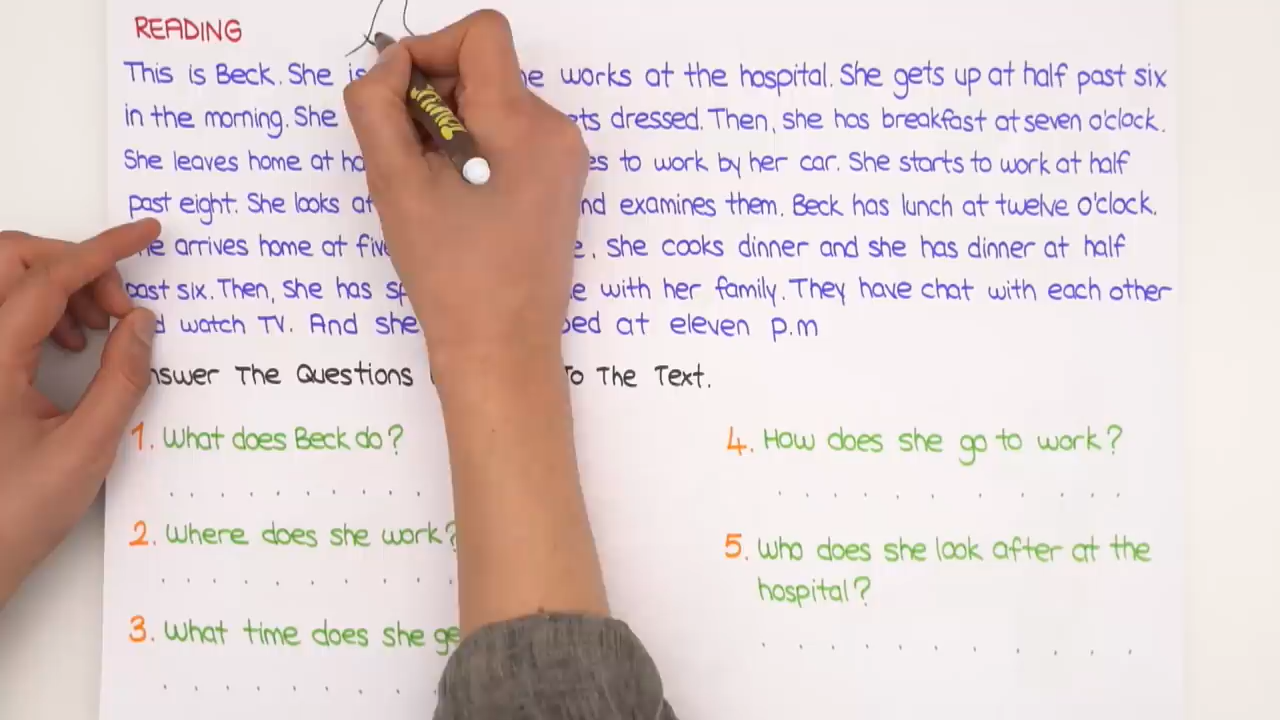 READING
This is Beck. She is works at the hospital. She gets up at half past six
in the morning. She dressed. Then, she has breakfast at seven o'clock.
She leaves home at to work by her car. She starts to work at half
past eight. She looks examines them. Beck has lunch at twelve o'clock.
arrives home at She cooks dinner and she has dinner at half
past six. Then, she has with her family. They have chat with each other
watch TV. And she at eleven p.m
The Questions To The Text.
1. What does Beck do?
2. Where does she work?
3. What time does she
4. How does she go to work?
5. Who does she look after at the
hospital?